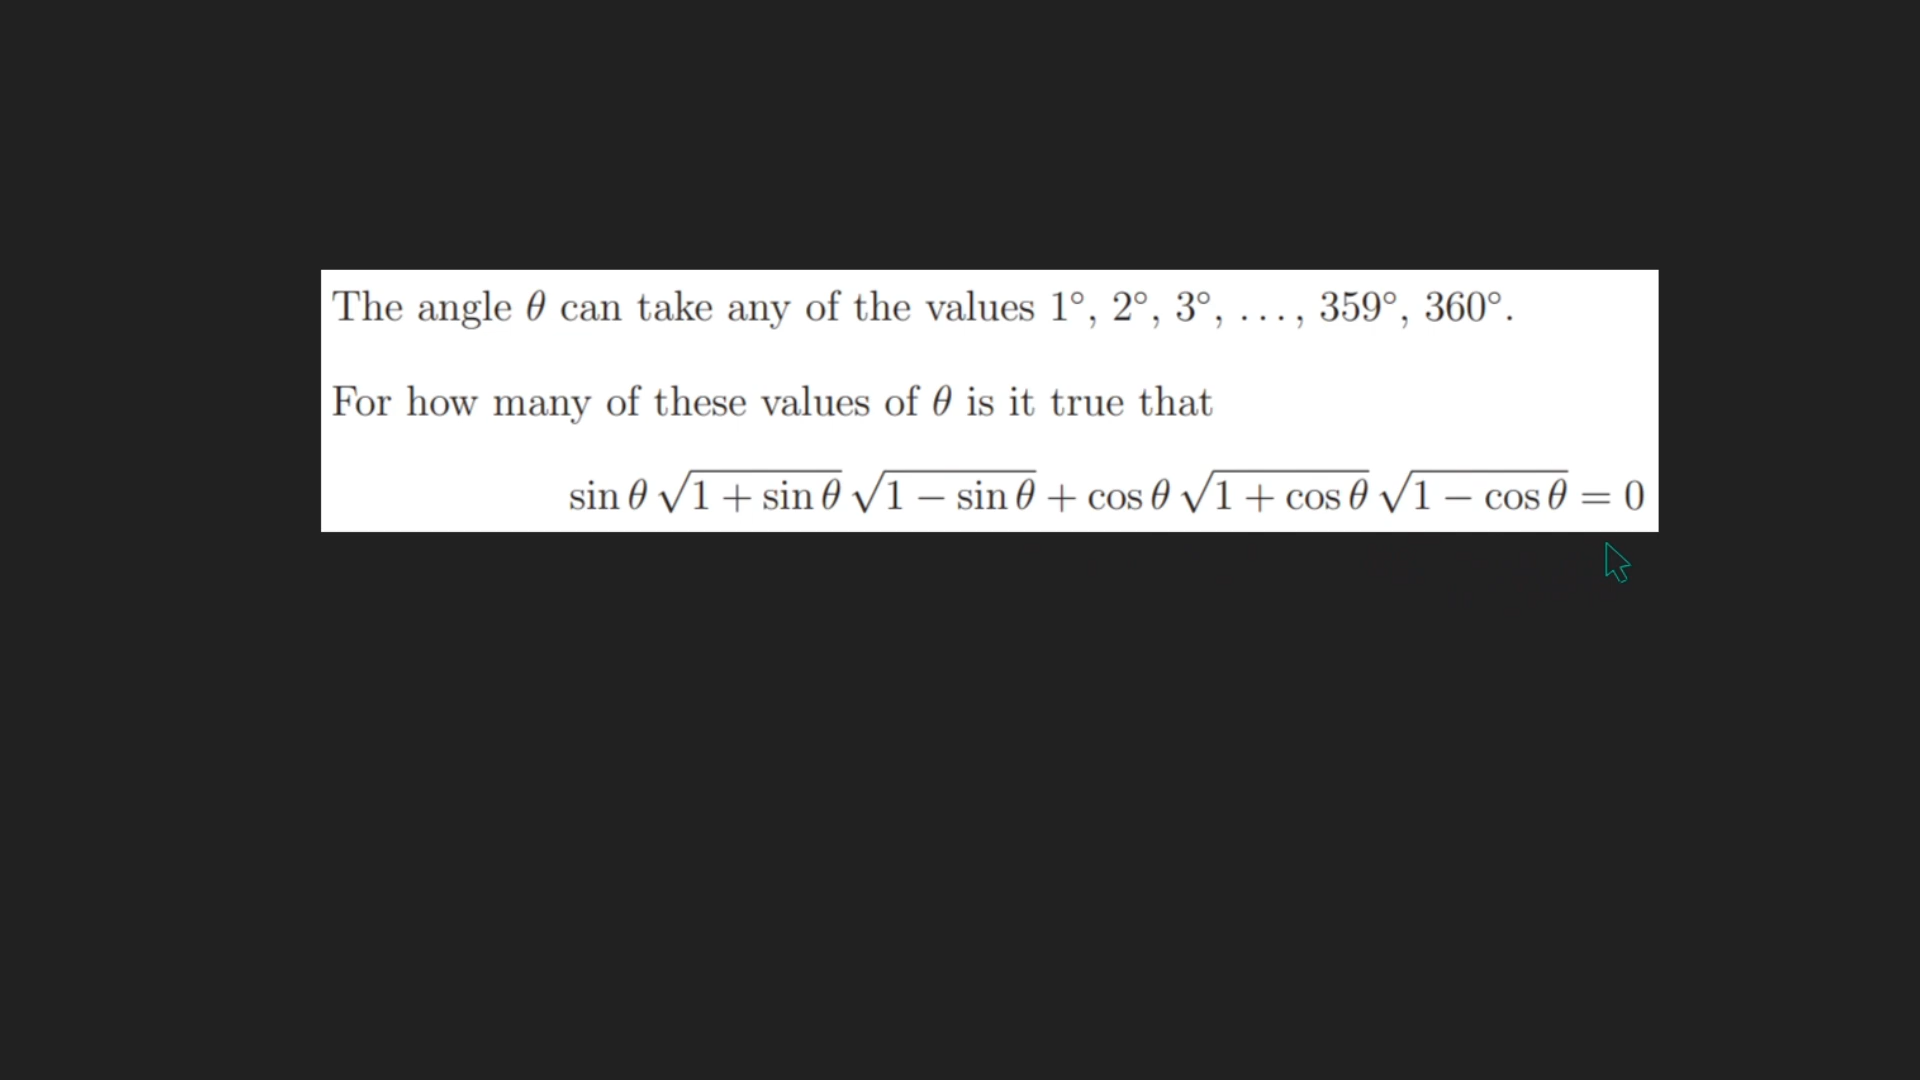 The angle θ can take any of the values 1°, 2°, 3°, ..., 359°, 360°.
For how many of these values of θ is it true that
sin θ √(1 + sin θ) √(1 − sin θ) + cos θ √(1 + cos θ) √(1 − cos θ) = 0